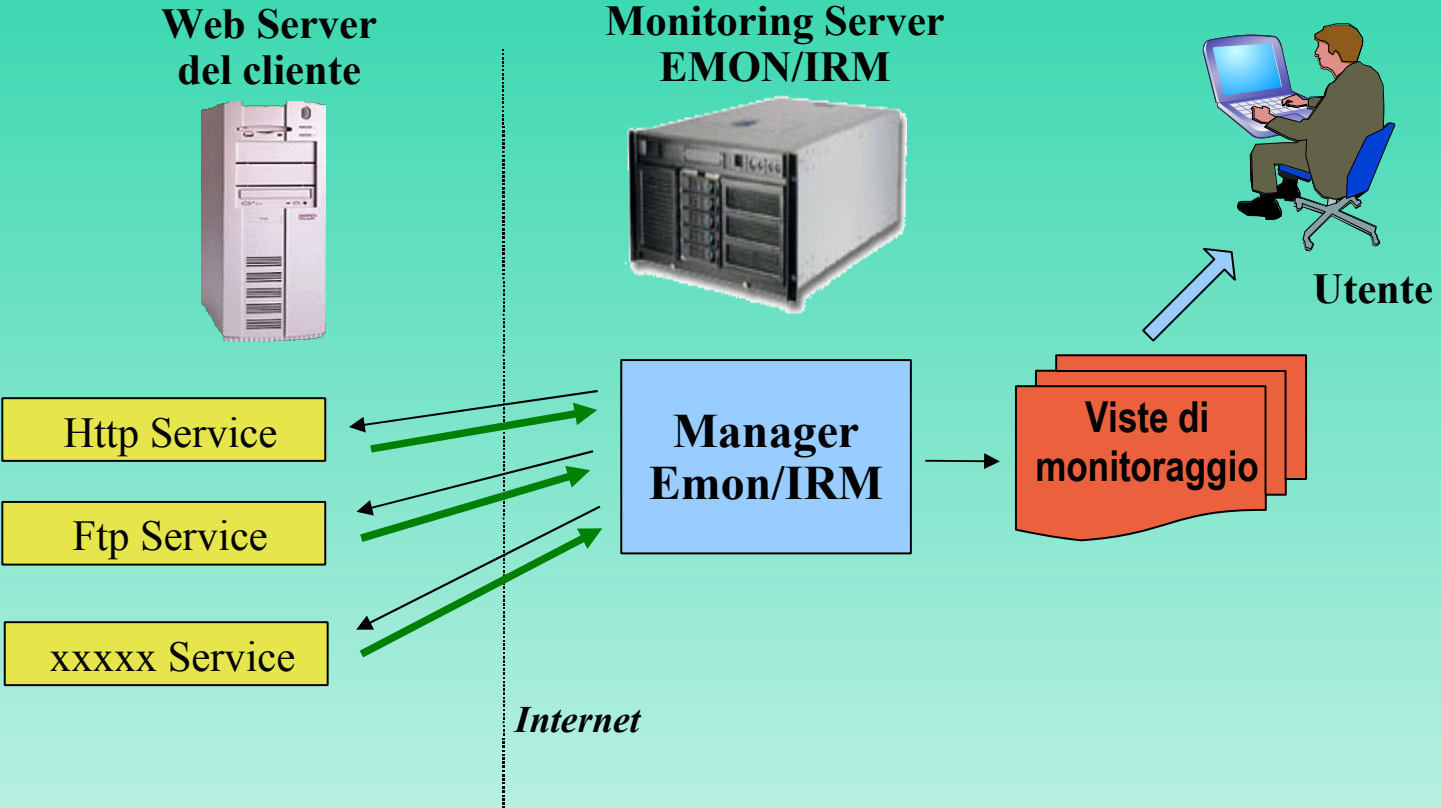 Web Server
del cliente
Monitoring Server
EMON/IRM
Utente
Http Service
Ftp Service
xxxxx Service
Manager
Emon/IRM
Viste di
monitoraggio
Internet